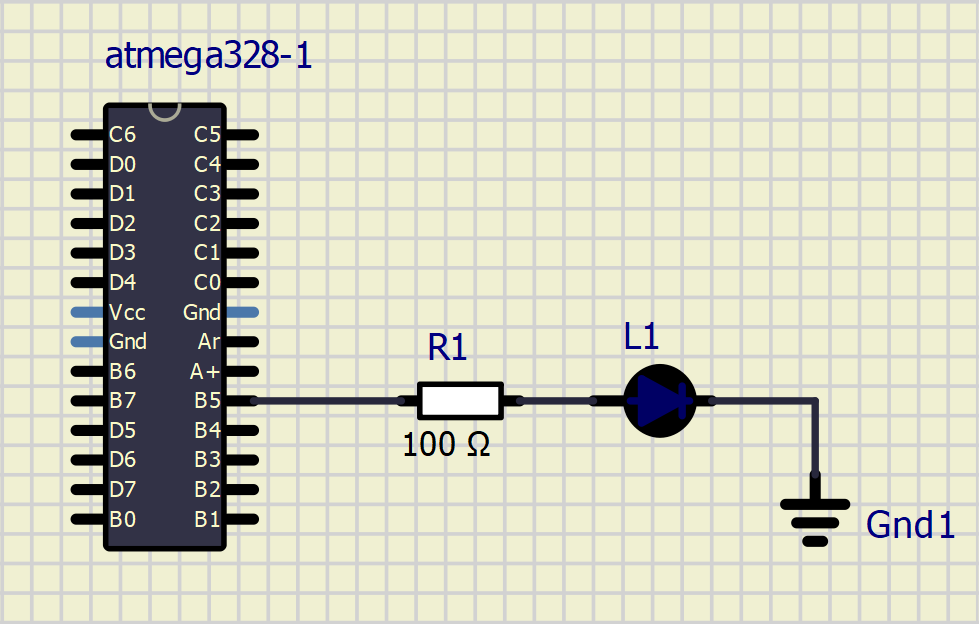 atmega328-1
C6 C5
D0 C4
D1 C3
D2 C2
D3 C1
D4 C0
Vcc Gnd
Gnd Ar
B6 A+
B7 B5
D5 B4
D6 B3
D7 B2
B0 B1
R1
100 Ω
L1
Gnd1